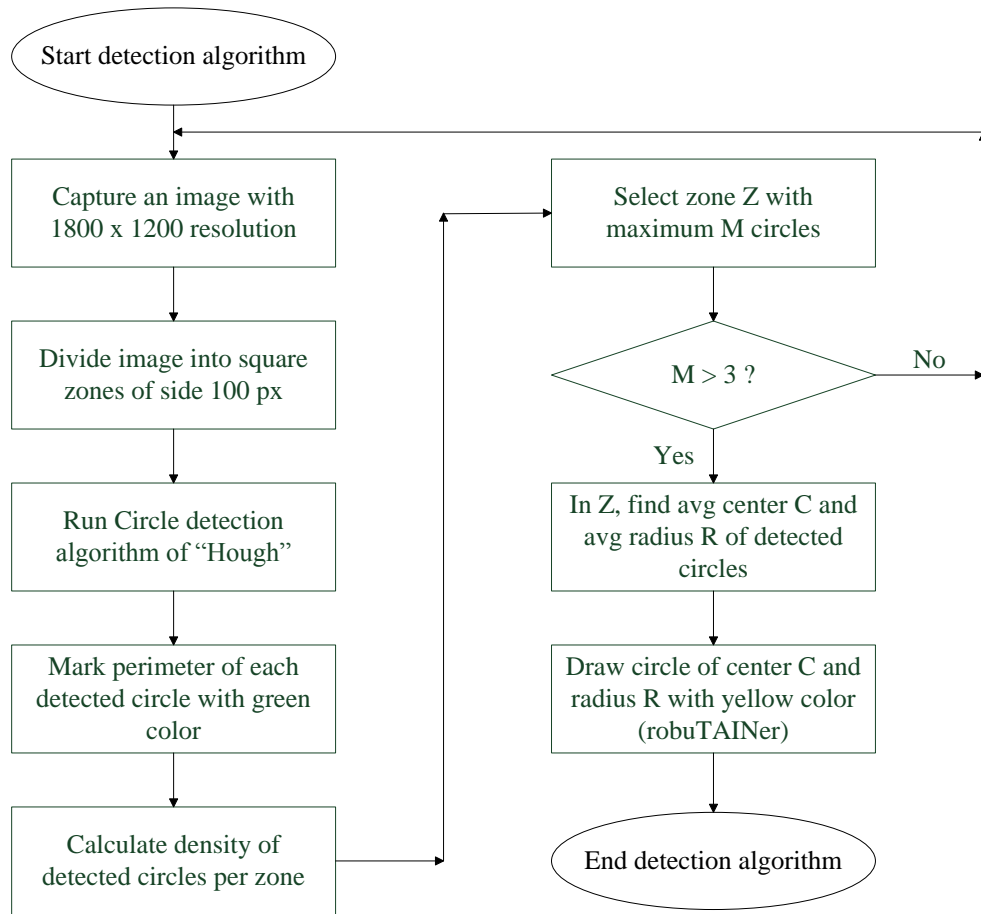 Start detection algorithm
Capture an image with
1800 x 1200 resolution
Divide image into square
zones of side 100 px
Run Circle detection
algorithm of “Hough”
Mark perimeter of each
detected circle with green
color
Calculate density of
detected circles per zone
Select zone Z with
maximum M circles
M > 3 ?
No
Yes
In Z, find avg center C and
avg radius R of detected
circles
Draw circle of center C and
radius R with yellow color
(robuTAINer)
End detection algorithm